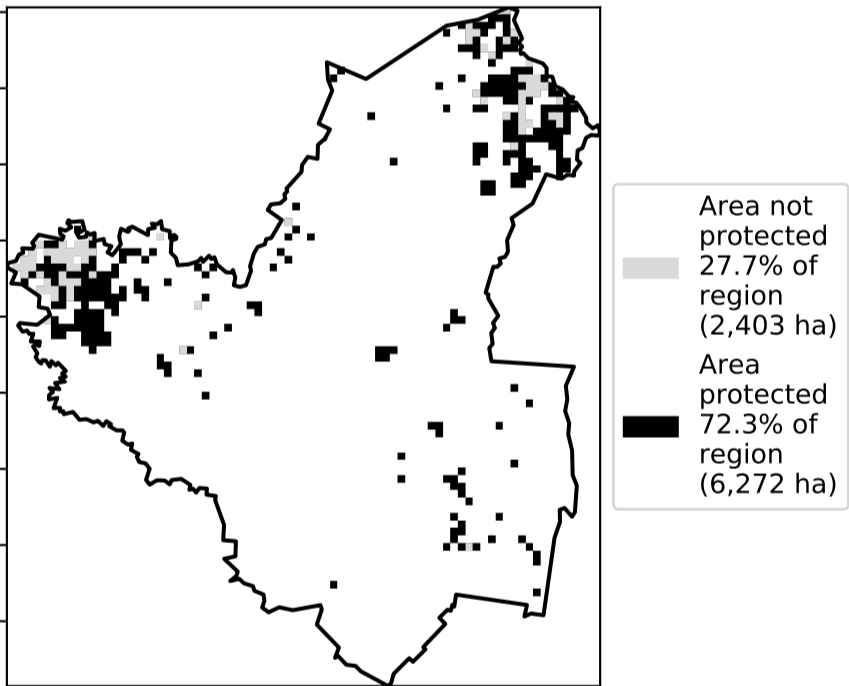 Area not
protected
27.7% of
region
(2,403 ha)
Area
protected
72.3% of
region
(6,272 ha)